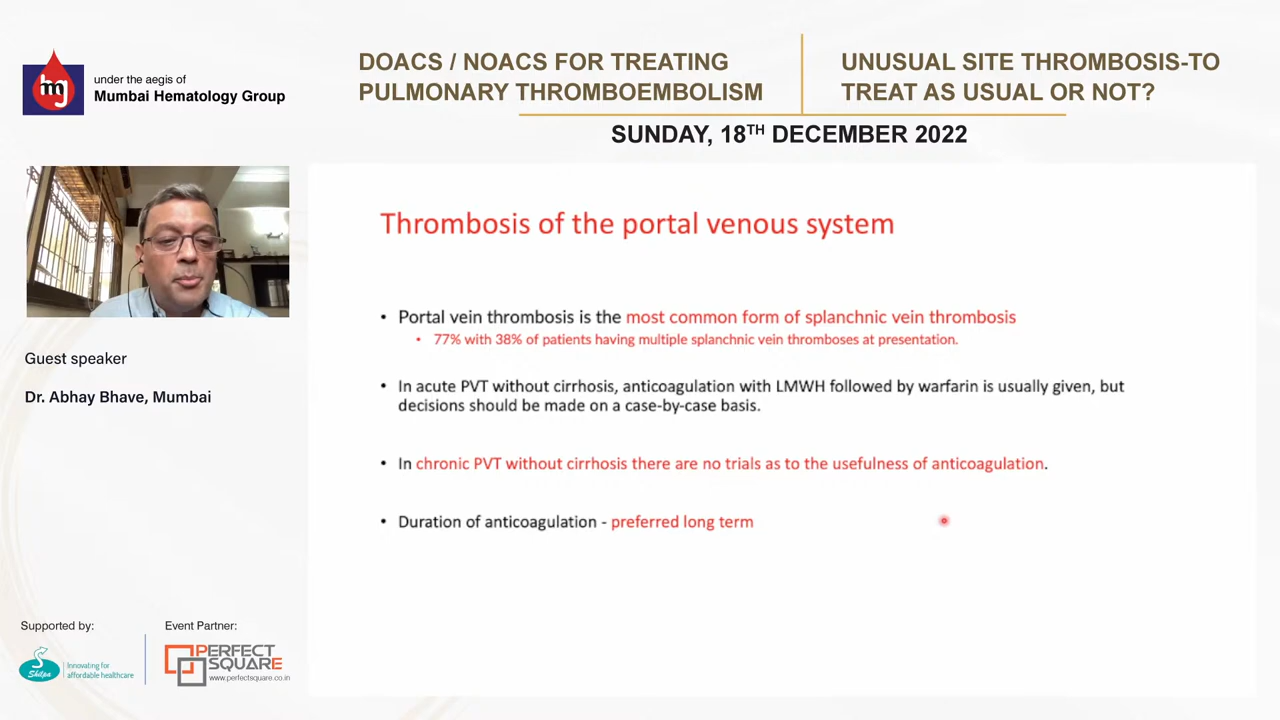 DOACS / NOACS FOR TREATING
PULMONARY THROMBOEMBOLISM
UNUSUAL SITE THROMBOSIS-TO
TREAT AS USUAL OR NOT?
SUNDAY, 18TH DECEMBER 2022
hg
under the aegis of
Mumbai Hematology Group
Guest speaker
Dr. Abhay Bhave, Mumbai
Thrombosis of the portal venous system
• Portal vein thrombosis is the most common form of splanchnic vein thrombosis
• 77% with 38% of patients having multiple splanchnic vein thromboses at presentation.
• In acute PVT without cirrhosis, anticoagulation with LMWH followed by warfarin is usually given, but
decisions should be made on a case-by-case basis.
• In chronic PVT without cirrhosis there are no trials as to the usefulness of anticoagulation.
• Duration of anticoagulation - preferred long term
Supported by:
Shilpa
Innovating for
affordable healthcare
Event Partner:
PERFECT
SQUARE
www.perfectsquare.co.in